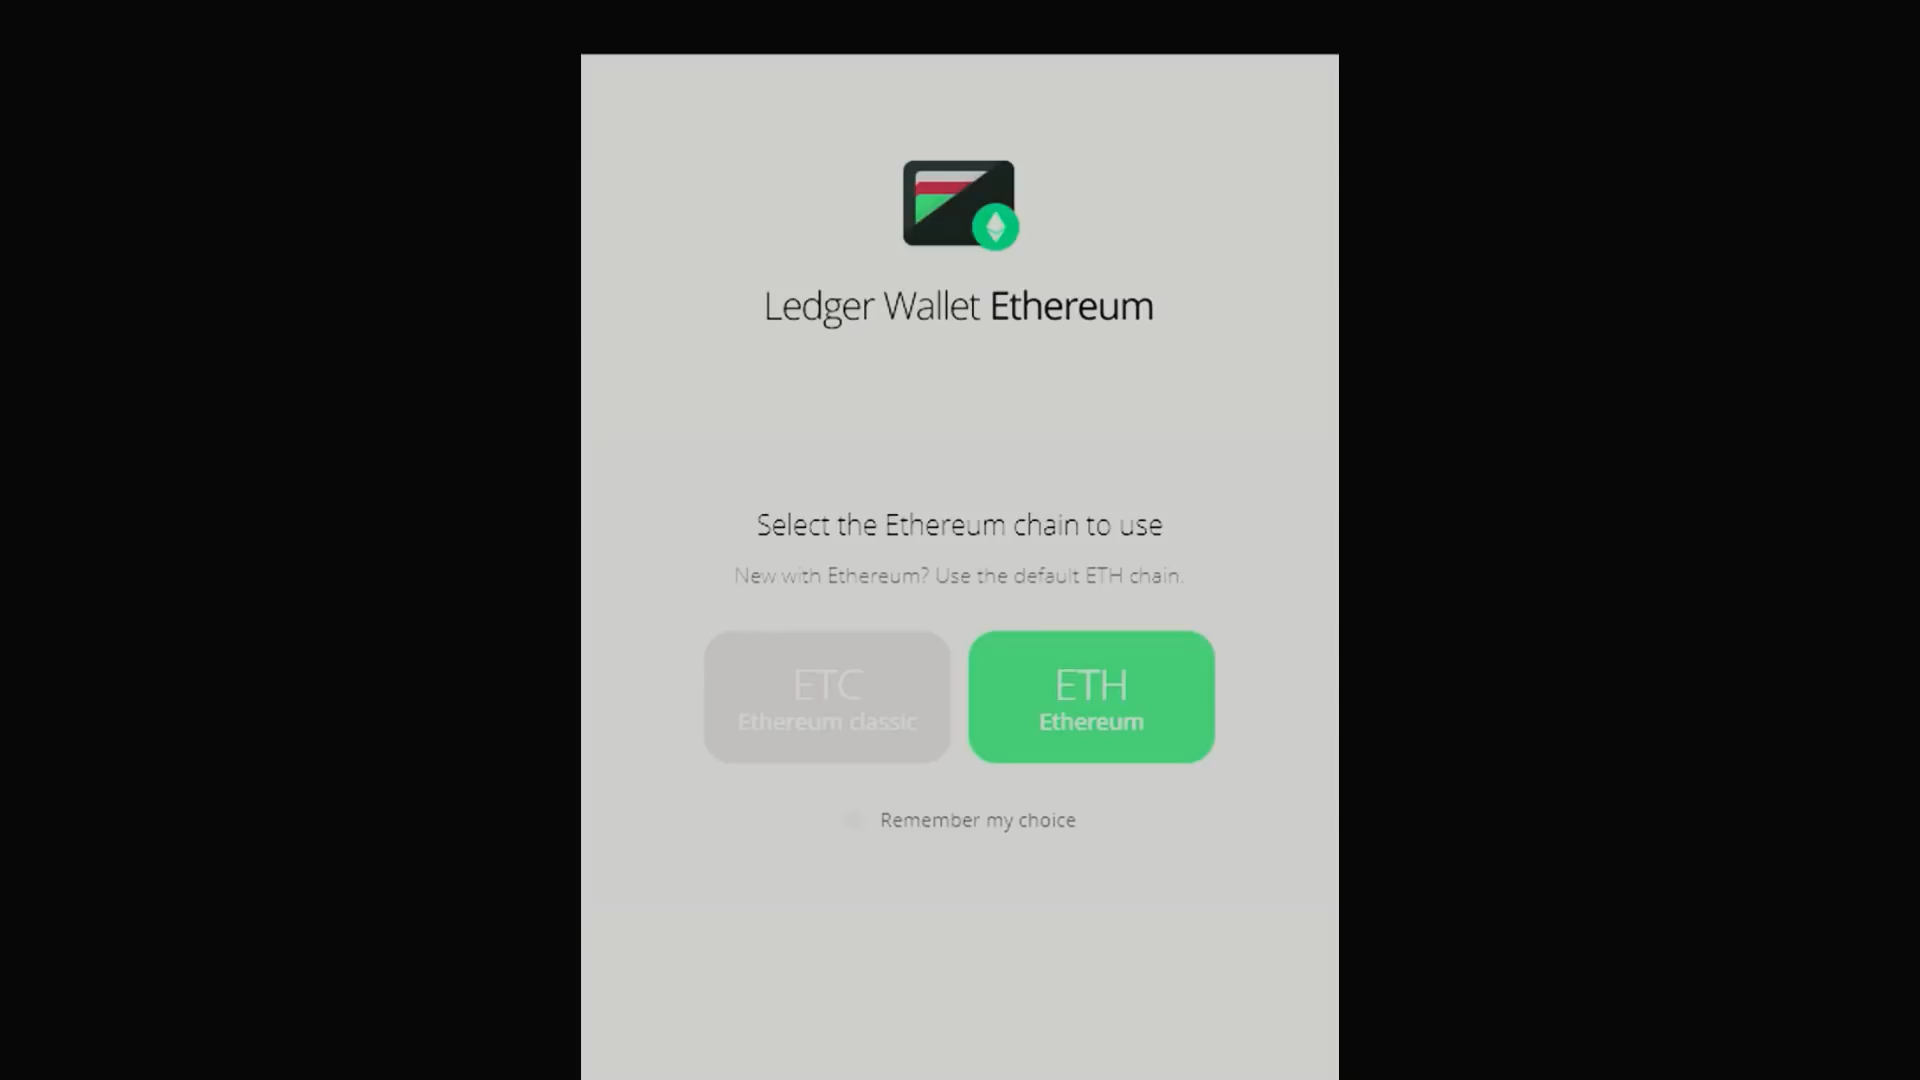 Ledger Wallet Ethereum
Select the Ethereum chain to use
New with Ethereum? Use the default ETH chain.
ETC
Ethereum classic
ETH
Ethereum
Remember my choice